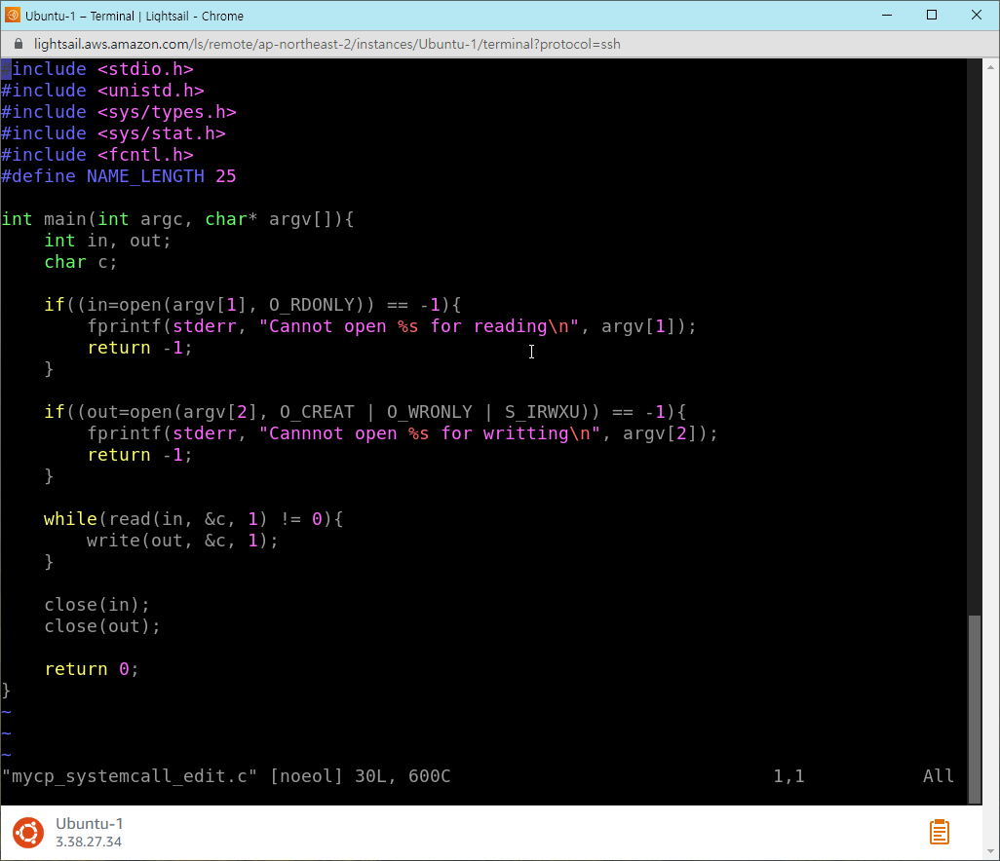 Ubuntu-1 – Terminal | Lightsail - Chrome
lightsail.aws.amazon.com/ls/remote/ap-northeast-2/instances/Ubuntu-1/terminal?protocol=ssh
#include <stdio.h>
#include <unistd.h>
#include <sys/types.h>
#include <sys/stat.h>
#include <fcntl.h>
#define NAME_LENGTH 25
int main(int argc, char* argv[]){
    int in, out;
    char c;
    if((in=open(argv[1], O_RDONLY)) == -1){
        fprintf(stderr, "Cannot open %s for reading\n", argv[1]);
        return -1;
    }
    if((out=open(argv[2], O_CREAT | O_WRONLY | S_IRWXU)) == -1){
        fprintf(stderr, "Cannnot open %s for writting\n", argv[2]);
        return -1;
    }
    while(read(in, &c, 1) != 0){
        write(out, &c, 1);
    }
    close(in);
    close(out);
    return 0;
}
~
~
~
"mycp_systemcall_edit.c" [noeol] 30L, 600C 1,1 All
Ubuntu-1
3.38.27.34